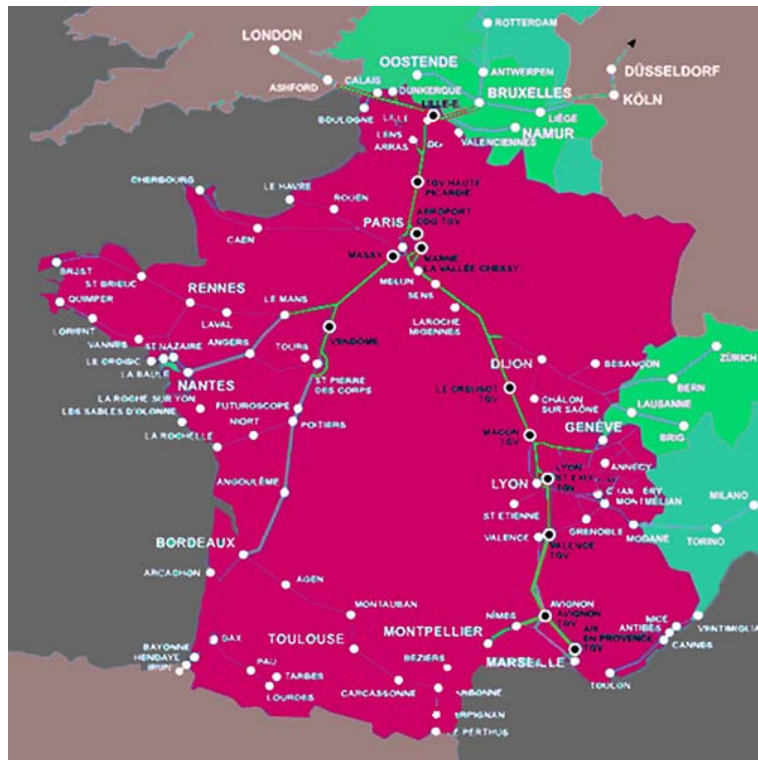 ROTTERDAM
LONDON
OOSTENDE
ANTWERPEN
DÜSSELDORF
CALAIS
ASHFORD
DUNKERQUE
BRUXELLES
KÖLN
LILLE-E.
BOULOGNE
LIÈGE
NAMUR
LENS
VALENCIENNES
ARRAS
CHERBOURG
LE HAVRE
TGV HAUTE
PICARDIE
ROUEN
PARIS
AEROPORT
CDG TGV
CAEN
MASSY
MARNE
LA VALLÉE CHESSY
MELUN
BREST
ST BRIEUC
SENS
QUIMPER
RENNES
LE MANS
LAROCHE
MIGENNES
LORIENT
LAVAL
VENDÔME
VANNES
ST NAZAIRE
ANGERS
TOURS
DIJON
BESANÇON
ZÜRICH
LE CROISIC
LA BAULE
NANTES
ST PIERRE
DES CORPS
LE CREUSOT
TGV
BERN
CHÂLON
SUR SAÔNE
LAUSANNE
LA ROCHE SUR YON
LES SABLES D'OLONNE
FUTUROSCOPE
NIORT
POITIERS
GENÈVE
BRIG
MACON
TGV
LA ROCHELLE
ANNECY
LYON
LYON
TGV
MONTMÉLIAN
MILANO
ANGOULÊME
ST ETIENNE
GRENOBLE
MODANE
TORINO
BORDEAUX
VALENCE
VALENCE
TGV
ARCACHON
AGEN
MONTAUBAN
AVIGNON
AVIGNON
TGV
NÎMES
NICE
ANTIBES
CANNES
VENTIMIGLIA
DAX
TOULOUSE
MONTPELLIER
AIX
EN PROVENCE
TGV
BAYONNE
HENDAYE
IRUN
PAU
TARBES
LOURDES
BÉZIERS
MARSEILLE
CARCASSONNE
TOULON
LE PERTHUS